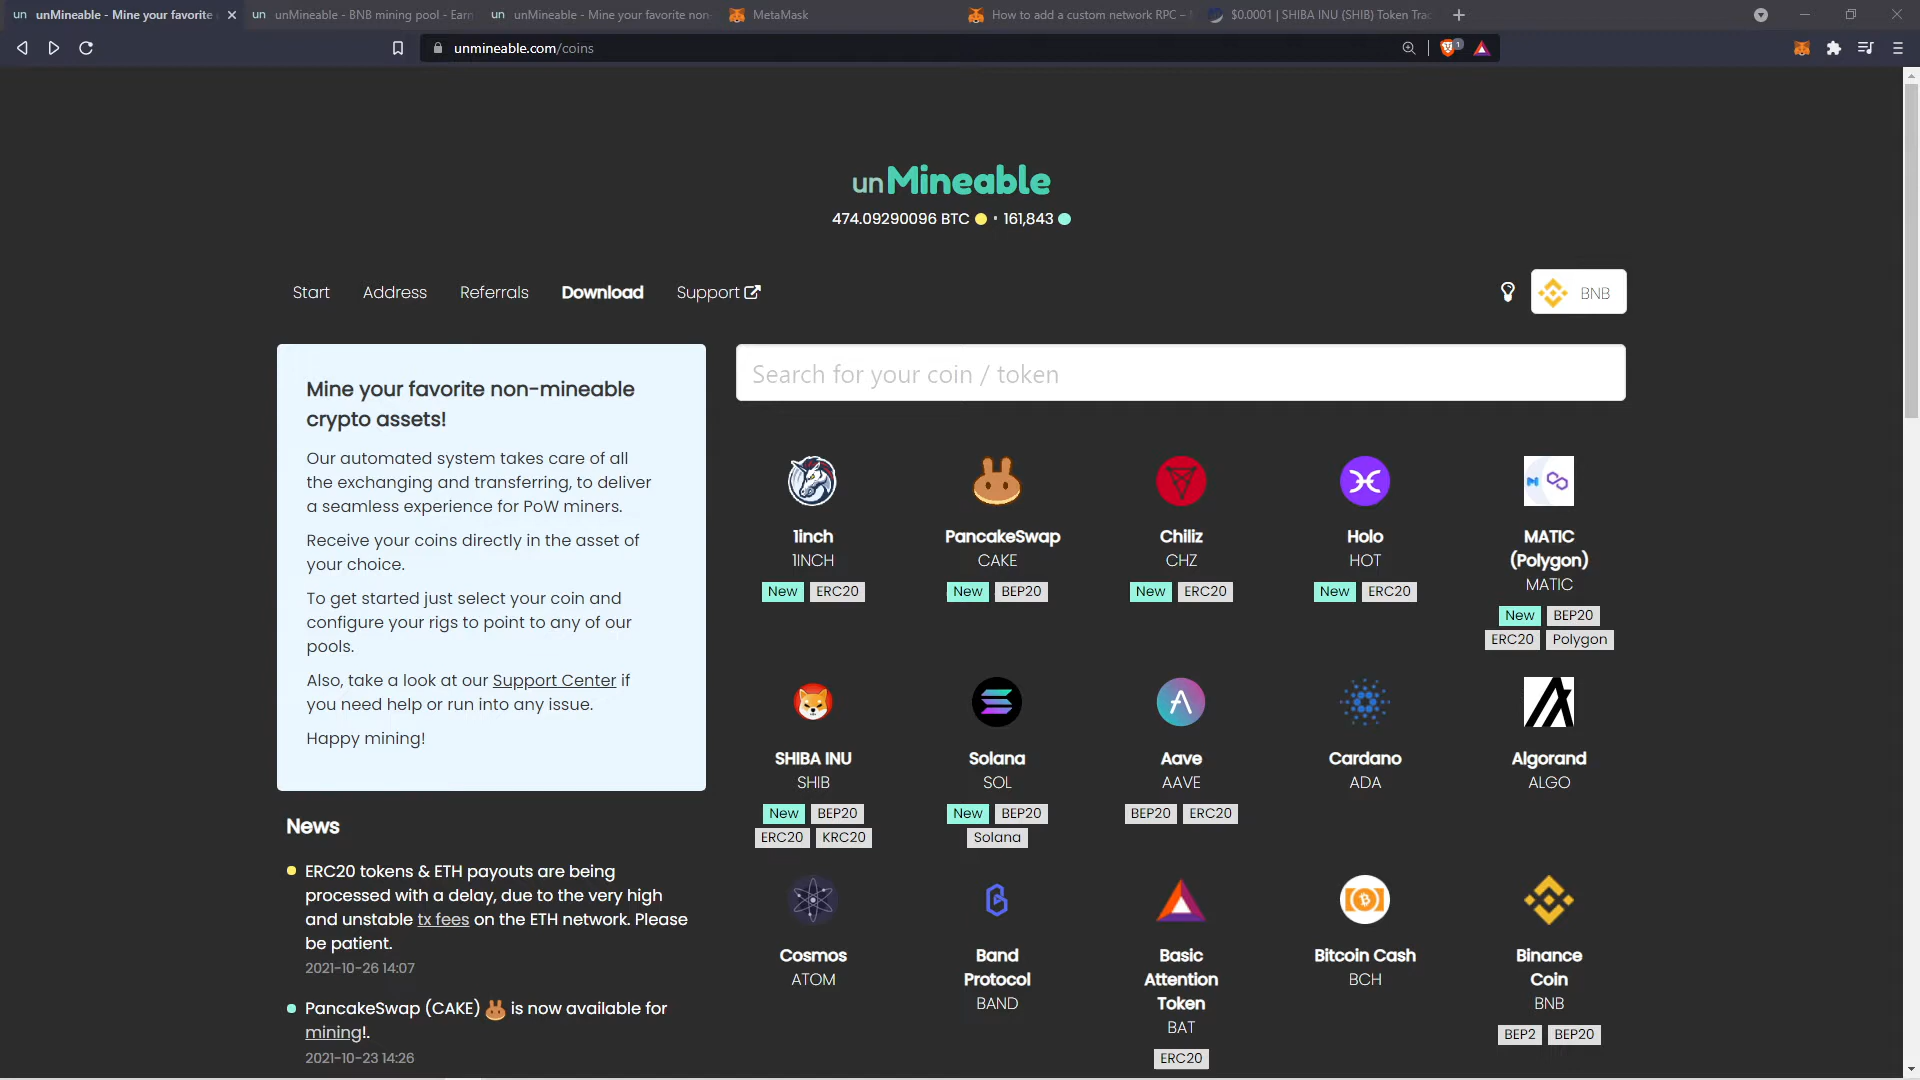 un unMineable - Mine your favorite
un unMineable - BNB mining pool - Earn
un unMineable - Mine your favorite non-
MetaMask
How to add a custom network RPC –
$0.0001 | SHIBA INU (SHIB) Token Trac
unmineable.com/coins
1
unMineable
474.09290096 BTC • 161,843
Start Address Referrals Download Support
BNB
Mine your favorite non-mineable
crypto assets!
Our automated system takes care of all
the exchanging and transferring, to deliver
a seamless experience for PoW miners.
Receive your coins directly in the asset of
your choice.
To get started just select your coin and
configure your rigs to point to any of our
pools.
Also, take a look at our Support Center if
you need help or run into any issue.
Happy mining!
News
ERC20 tokens & ETH payouts are being
processed with a delay, due to the very high
and unstable tx fees on the ETH network. Please
be patient.
2021-10-26 14:07
PancakeSwap (CAKE) is now available for
mining!.
2021-10-23 14:26
Search for your coin / token
1inch
1INCH
New ERC20
PancakeSwap
CAKE
New BEP20
Chiliz
CHZ
New ERC20
Holo
HOT
New ERC20
MATIC
(Polygon)
MATIC
New BEP20
ERC20 Polygon
SHIBA INU
SHIB
New BEP20
ERC20 KRC20
Solana
SOL
New BEP20
Solana
Aave
AAVE
BEP20 ERC20
Cardano
ADA
Algorand
ALGO
Cosmos
ATOM
Band
Protocol
BAND
Basic
Attention
Token
BAT
ERC20
Bitcoin Cash
BCH
Binance
Coin
BNB
BEP2 BEP20